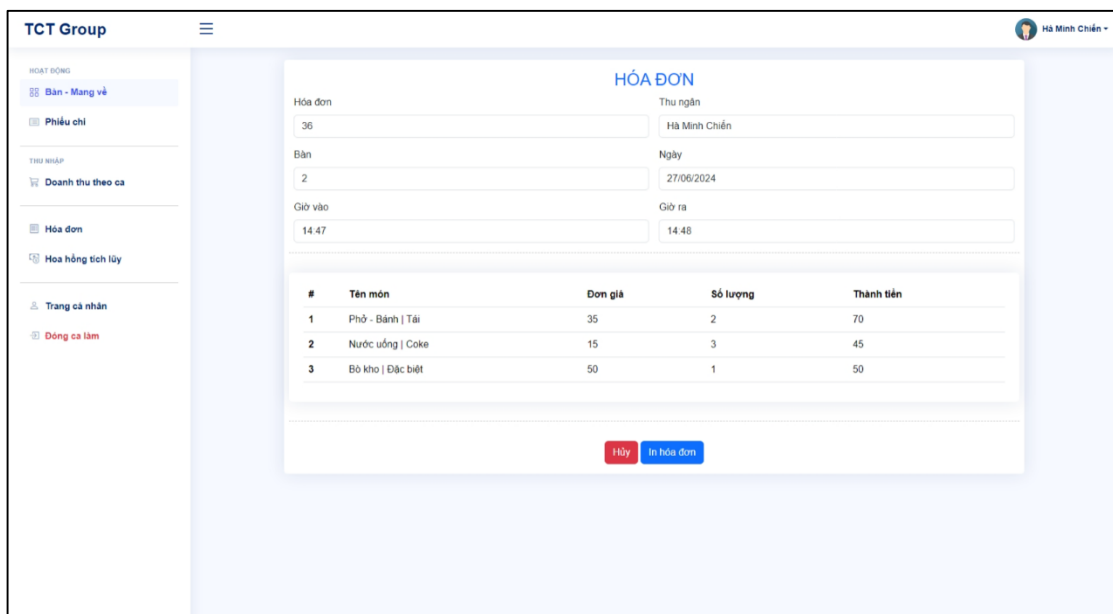 TCT Group
Hà Minh Chiến
HOẠT ĐỘNG
Bàn - Mang về
Phiếu chi
THU NHẬP
Doanh thu theo ca
Hóa đơn
Hoa hồng tích lũy
Trang cá nhân
Đóng ca làm
HÓA ĐƠN
Hóa đơn Thu ngân
36 Hà Minh Chiến
Bàn Ngày
2 27/06/2024
Giờ vào Giờ ra
14:47 14:48
# Tên món Đơn giá Số lượng Thành tiền
1 Phở - Bánh | Tái 35 2 70
2 Nước uống | Coke 15 3 45
3 Bò kho | Đặc biệt 50 1 50
Hủy In hóa đơn